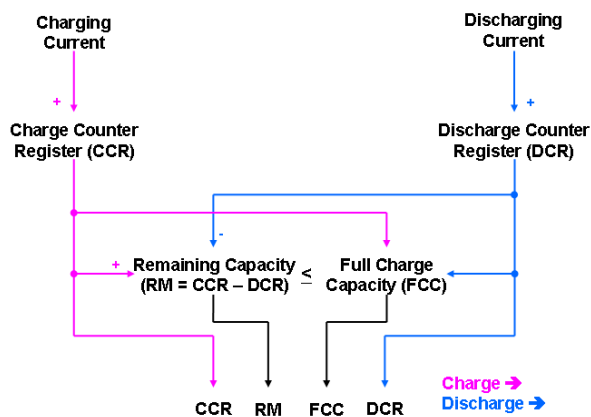 Charging
Current
Discharging
Current
+
+
Charge Counter
Register (CCR)
Discharge Counter
Register (DCR)
-
+
Remaining Capacity
(RM = CCR – DCR)
≤
Full Charge
Capacity (FCC)
CCR
RM
FCC
DCR
Charge ➔
Discharge ➔